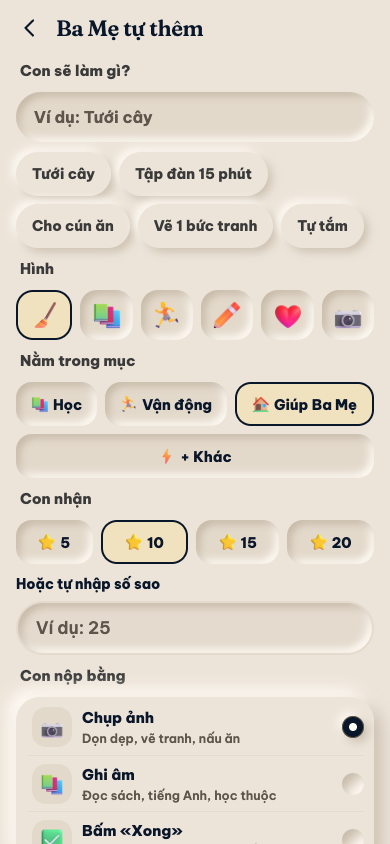 Ba Mẹ tự thêm
Con sẽ làm gì?
Ví dụ: Tưới cây
Tưới cây
Tập đàn 15 phút
Cho cún ăn
Vẽ 1 bức tranh
Tự tắm
Hình
Nằm trong mục
Học
Vận động
Giúp Ba Mẹ
+ Khác
Con nhận
5
10
15
20
Hoặc tự nhập số sao
Ví dụ: 25
Con nộp bằng
Chụp ảnh
Dọn dẹp, vẽ tranh, nấu ăn
Ghi âm
Đọc sách, tiếng Anh, học thuộc
Bấm «Xong»